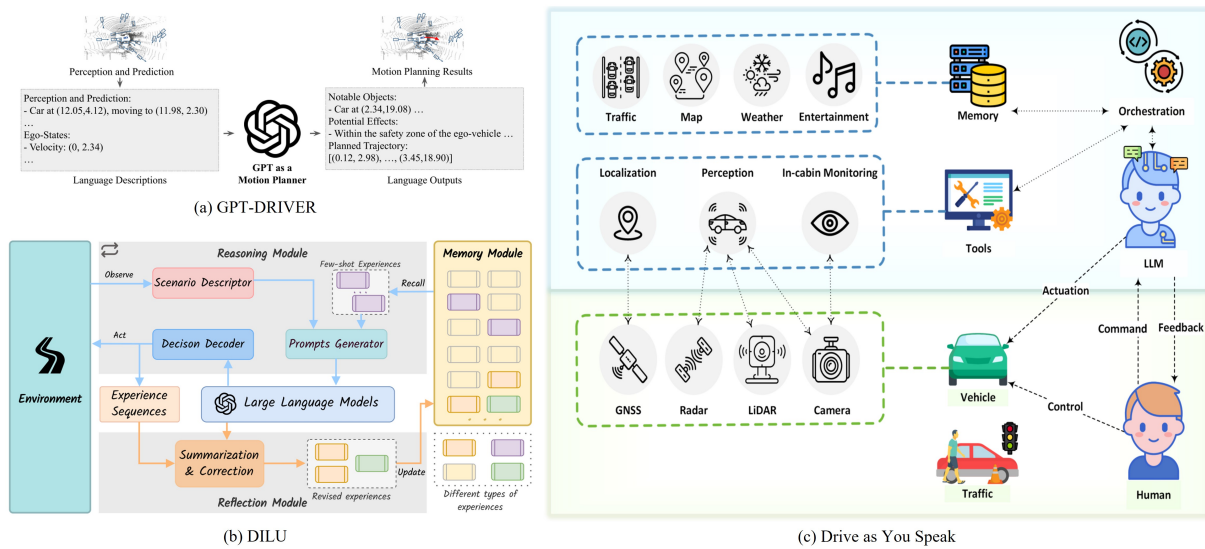 Perception and Prediction
Motion Planning Results
Perception and Prediction:
- Car at (12.05,4.12), moving to (11.98, 2.30)
...
Ego-States:
- Velocity: (0, 2.34)
...
Language Descriptions
GPT as a
Motion Planner
Notable Objects:
- Car at (2.34,19.08) ...
Potential Effects:
- Within the safety zone of the ego-vehicle ...
Planned Trajectory:
[(0.12, 2.98), ..., (3.45,18.90)]
Language Outputs
(a) GPT-DRIVER
Environment
Observe
Act
Reasoning Module
Scenario Descriptor
Few-shot Experiences
Recall
Decison Decoder
Prompts Generator
Experience
Sequences
Large Language Models
Summarization
& Correction
Revised experiences
Update
Reflection Module
Memory Module
Different types of
experiences
(b) DILU
Traffic
Map
Weather
Entertainment
Memory
Orchestration
Localization
Perception
In-cabin Monitoring
Tools
LLM
Actuation
Command
Feedback
GNSS
Radar
LiDAR
Camera
Vehicle
Control
Traffic
Human
(c) Drive as You Speak